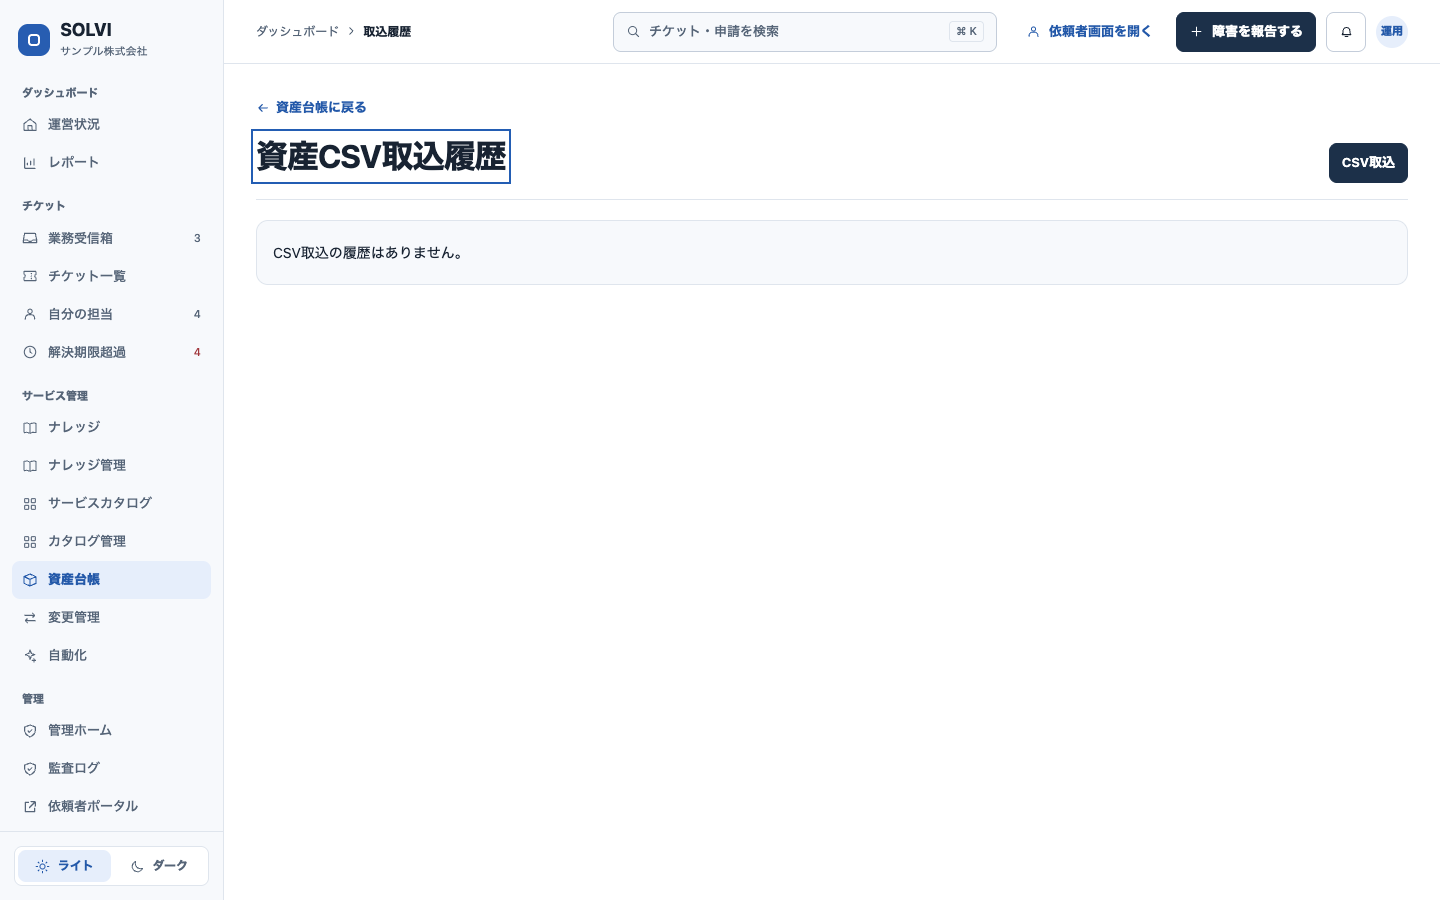 SOLVI
サンプル株式会社
ダッシュボード
運営状況
レポート
チケット
業務受信箱 3
チケット一覧
自分の担当 4
解決期限超過 4
サービス管理
ナレッジ
ナレッジ管理
サービスカタログ
カタログ管理
資産台帳
変更管理
自動化
管理
管理ホーム
監査ログ
依頼者ポータル
ライト ダーク
ダッシュボード > 取込履歴
チケット・申請を検索 ⌘ K
依頼者画面を開く
+ 障害を報告する
運用
← 資産台帳に戻る
資産CSV取込履歴
CSV取込
CSV取込の履歴はありません。